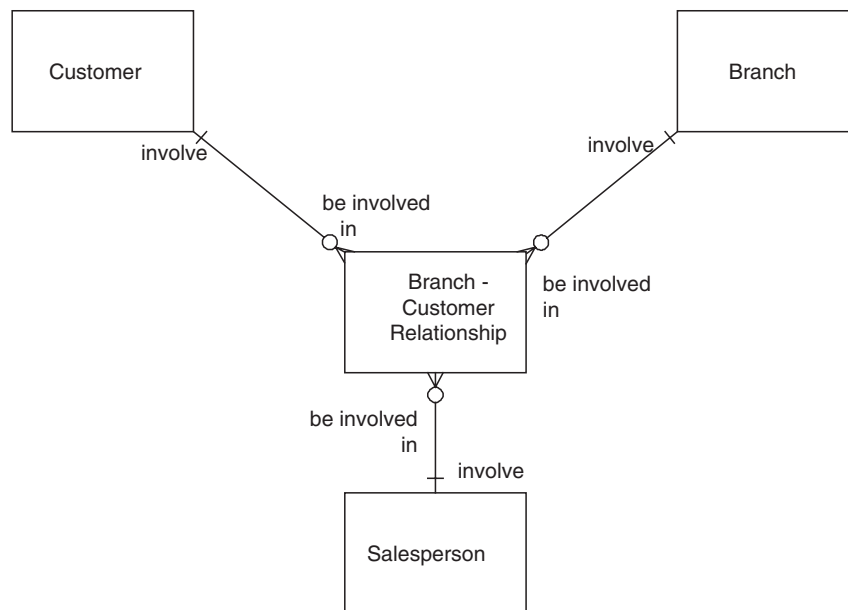 Customer
Branch
involve
involve
be involved
in
Branch -
Customer
Relationship
be involved
in
be involved
in
involve
Salesperson